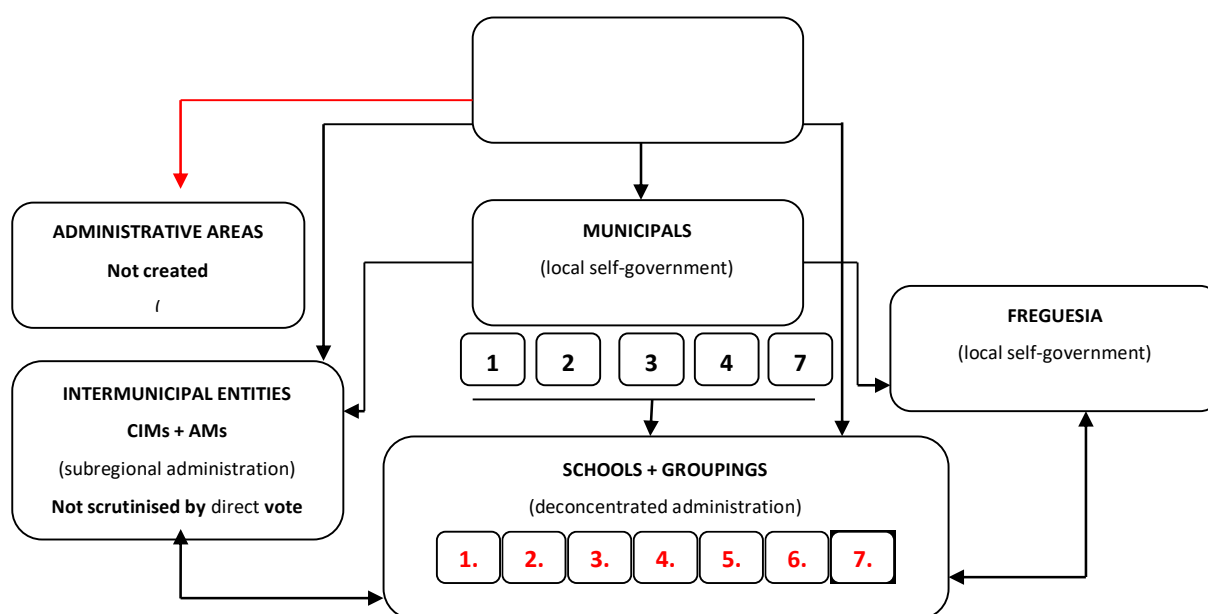 ADMINISTRATIVE AREAS
Not created
(
MUNICIPALS
(local self-government)
1 2 3 4 7
FREGUESIA
(local self-government)
INTERMUNICIPAL ENTITIES
CIMs + AMs
(subregional administration)
Not scrutinised by direct vote
SCHOOLS + GROUPINGS
(deconcentrated administration)
1. 2. 3. 4. 5. 6. 7.